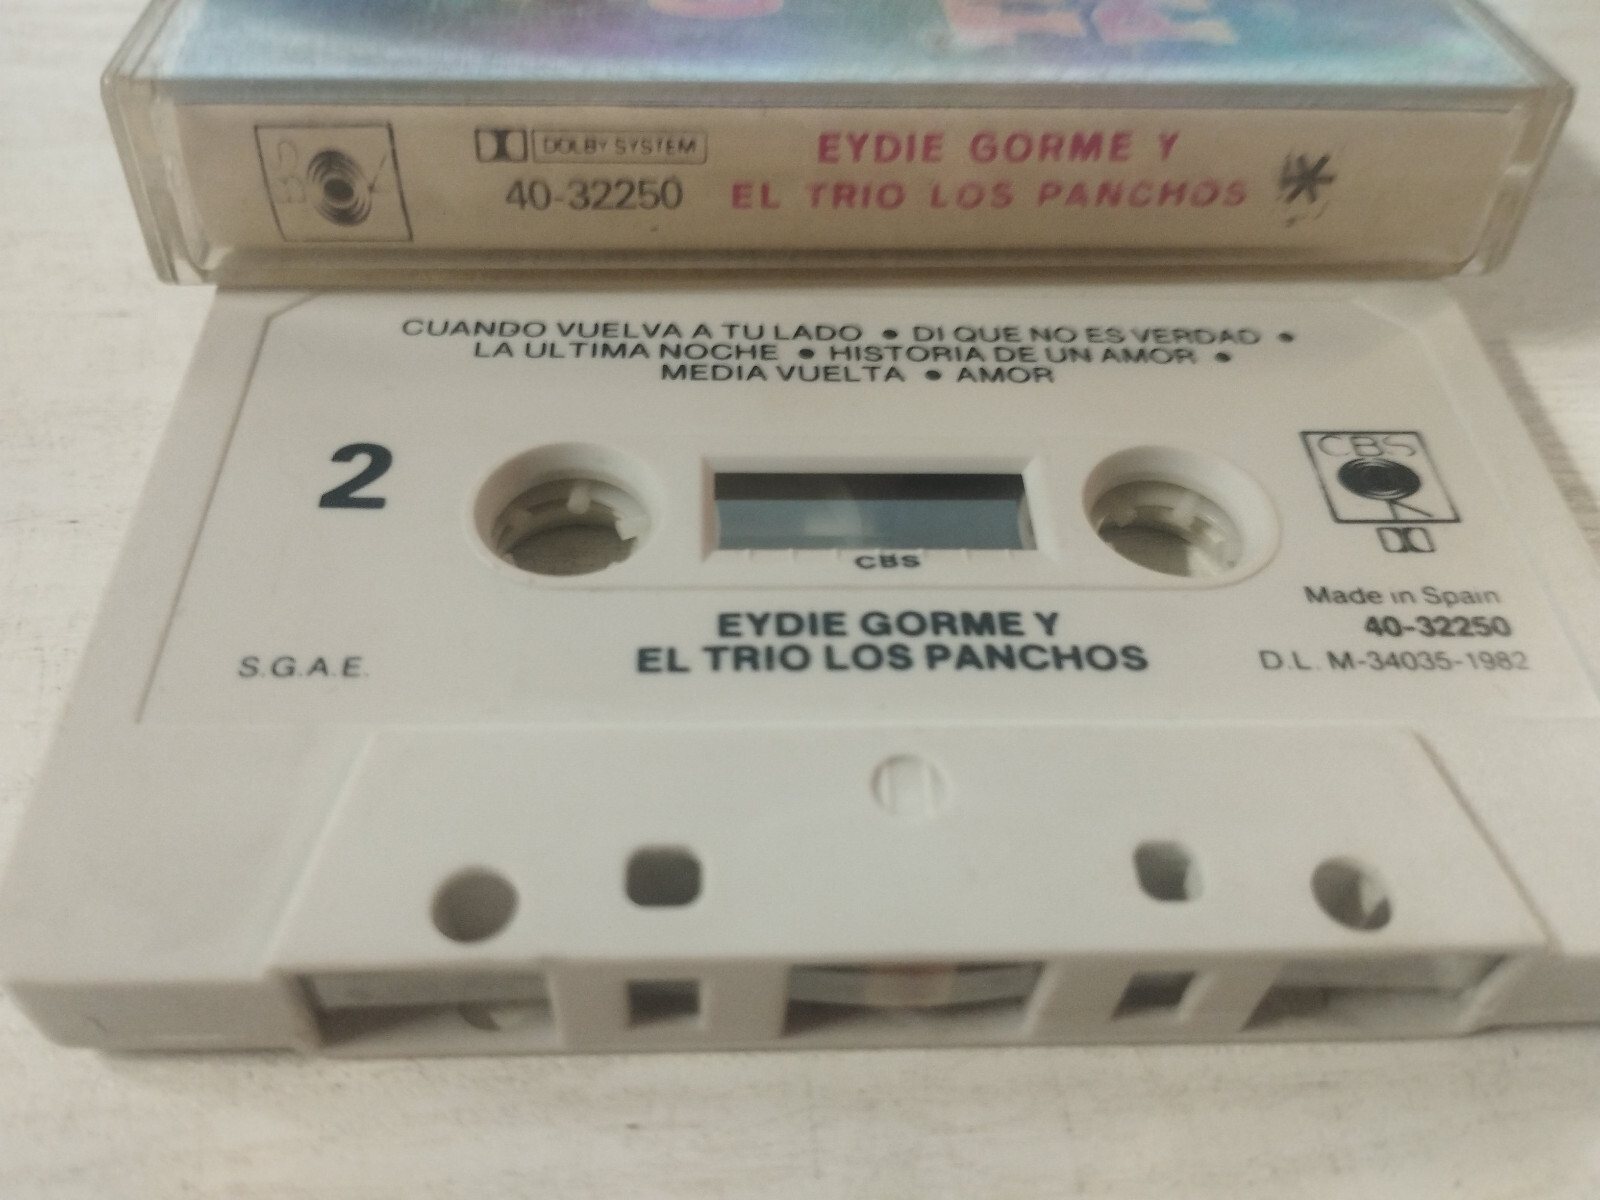 CBS
DOLBY SYSTEM
40-32250
EYDIE GORME Y
EL TRIO LOS PANCHOS
CUANDO VUELVA A TU LADO • DI QUE NO ES VERDAD •
LA ULTIMA NOCHE • HISTORIA DE UN AMOR •
MEDIA VUELTA • AMOR
2
CBS
CBS
EYDIE GORME Y
EL TRIO LOS PANCHOS
S.G.A.E.
Made in Spain
40-32250
D.L. M-34035-1982